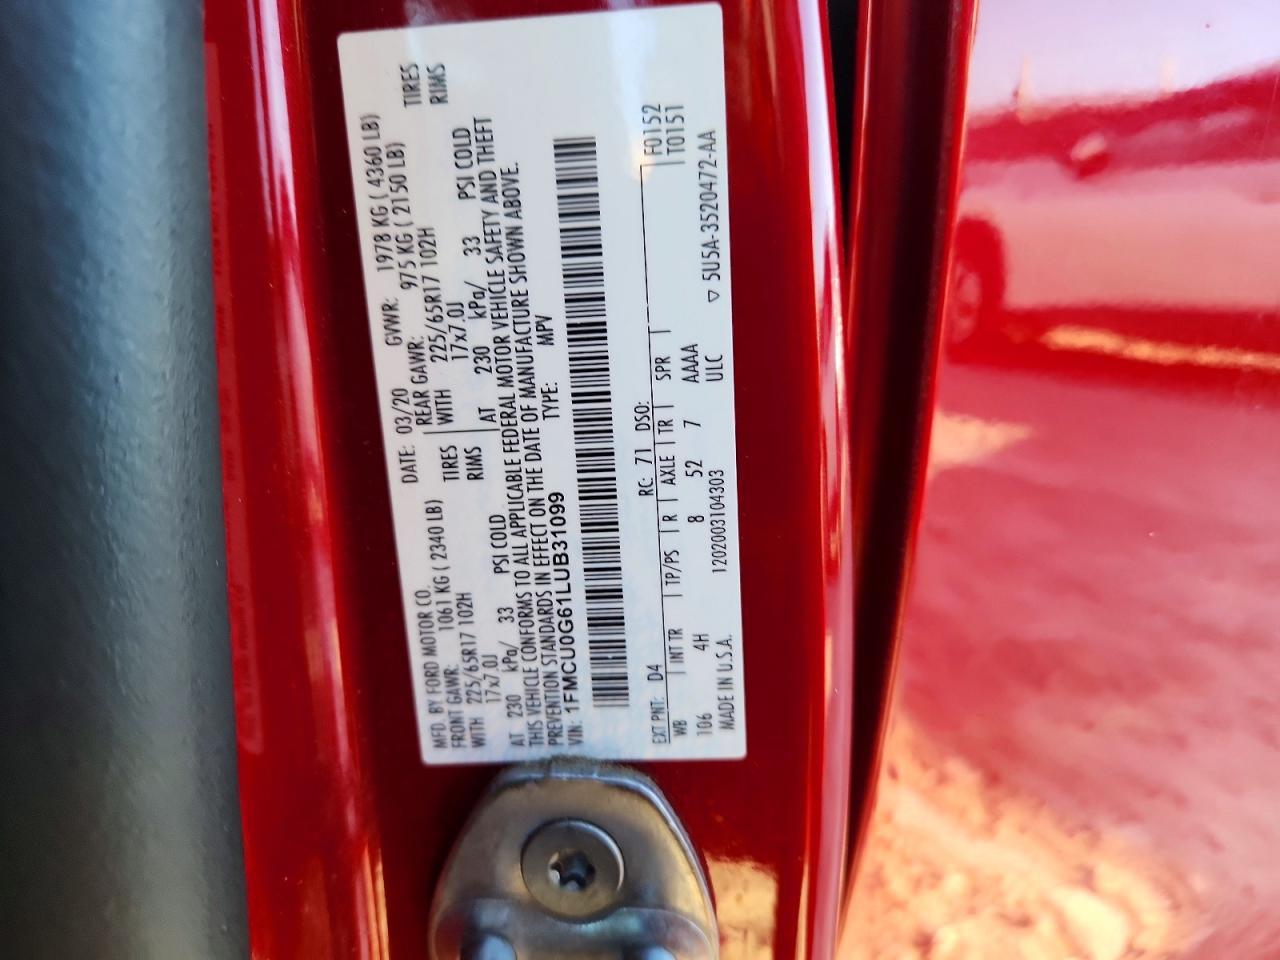 MFD. BY FORD MOTOR CO. DATE: 03/20 GVWR: 1978 KG ( 4360 LB)
FRONT GAWR: 1061 KG ( 2340 LB) REAR GAWR: 975 KG ( 2150 LB)
WITH 225/65R17 102H TIRES WITH 225/65R17 102H TIRES
17x7.0J RIMS 17x7.0J RIMS
AT 230 kPa/ 33 PSI COLD AT 230 kPa/ 33 PSI COLD
THIS VEHICLE CONFORMS TO ALL APPLICABLE FEDERAL MOTOR VEHICLE SAFETY AND THEFT
PREVENTION STANDARDS IN EFFECT ON THE DATE OF MANUFACTURE SHOWN ABOVE.
VIN: 1FMCU0G61LUB31099 TYPE: MPV
EXT PNT: D4 RC: 71 DSO: F0152
WB INT TR TP/PS R AXLE TR SPR T0151
106 4H 8 52 7 AAAA
MADE IN U.S.A. 1202003104303 ULC ▽ 5U5A-3520472-AA